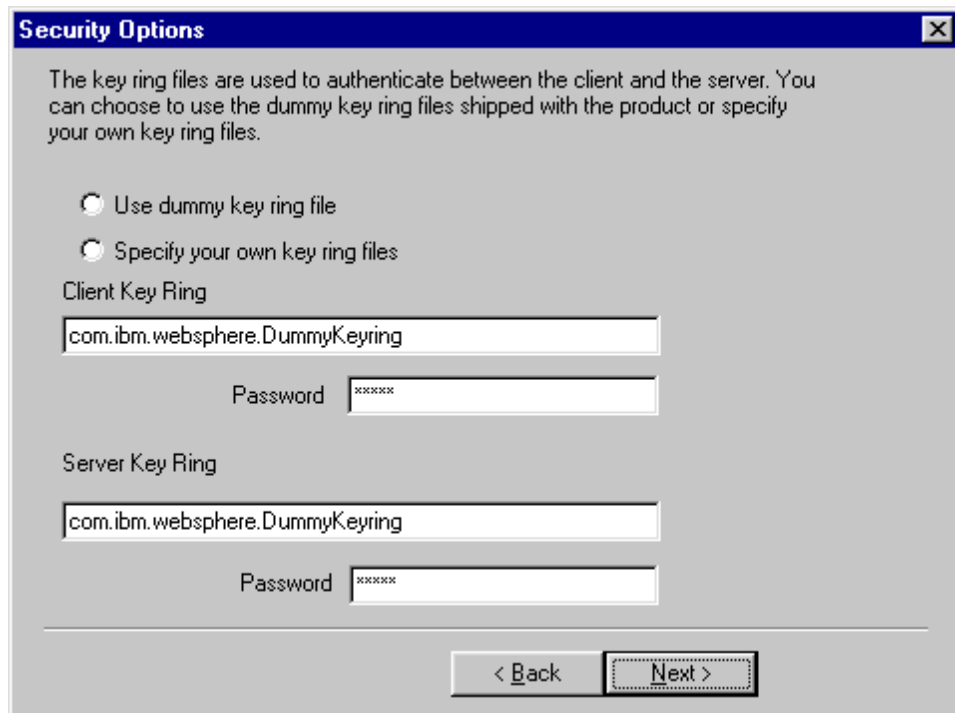 Security Options
The key ring files are used to authenticate between the client and the server. You
can choose to use the dummy key ring files shipped with the product or specify
your own key ring files.
Use dummy key ring file
Specify your own key ring files
Client Key Ring
com.ibm.websphere.DummyKeyring
Password *****
Server Key Ring
com.ibm.websphere.DummyKeyring
Password *****
< Back Next >